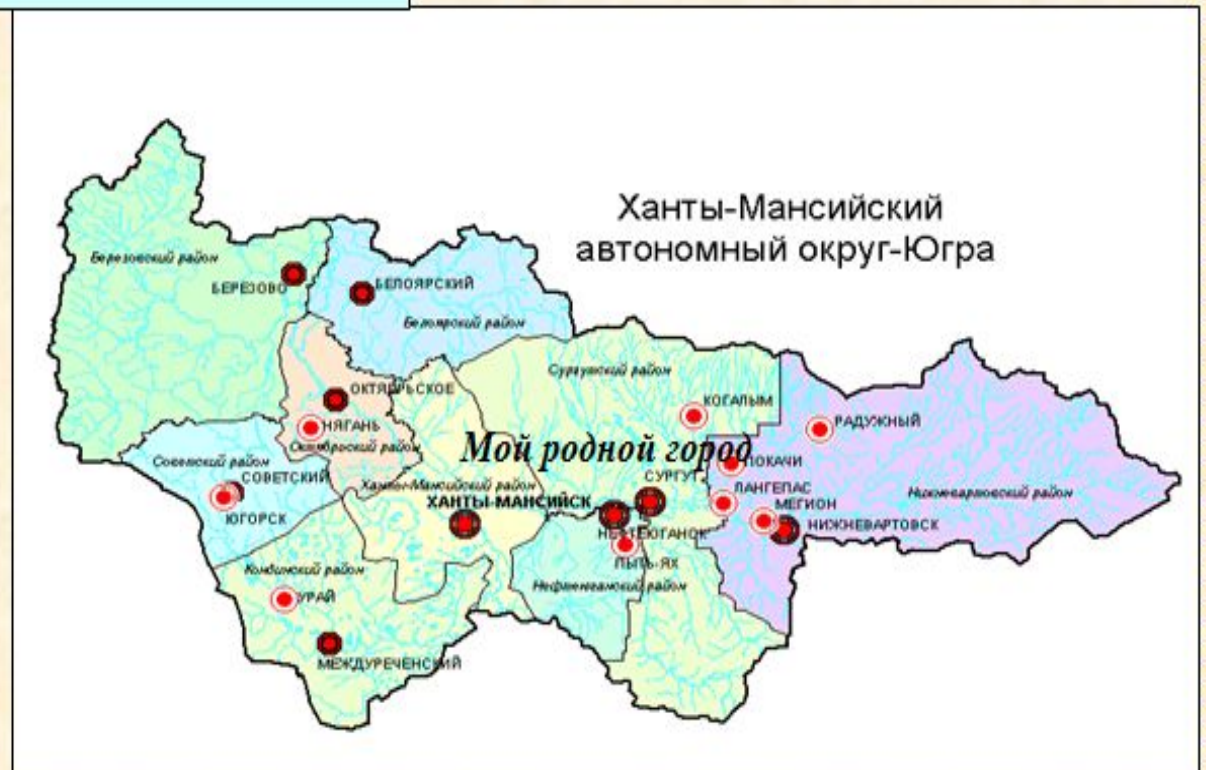 Ханты-Мансийский
автономный округ-Югра
Березовский район
БЕРЕЗОВО
БЕЛОЯРСКИЙ
Белоярский район
Сургутский район
ОКТЯБРЬСКОЕ
КОГАЛЫМ
РАДУЖНЫЙ
НЯГАНЬ
Октябрьский район
Мой родной город
Советский район
СОВЕТСКИЙ
ПОКАЧИ
СУРГУТ
Ханты-Мансийский район
ЛАНГЕПАС
Нижневартовский район
ХАНТЫ-МАНСИЙСК
МЕГИОН
ЮГОРСК
НИЖНЕВАРТОВСК
НЕФТЕЮГАНСК
ПЫТЬ-ЯХ
Кондинский район
Нефтеюганский район
УРАЙ
МЕЖДУРЕЧЕНСКИЙ